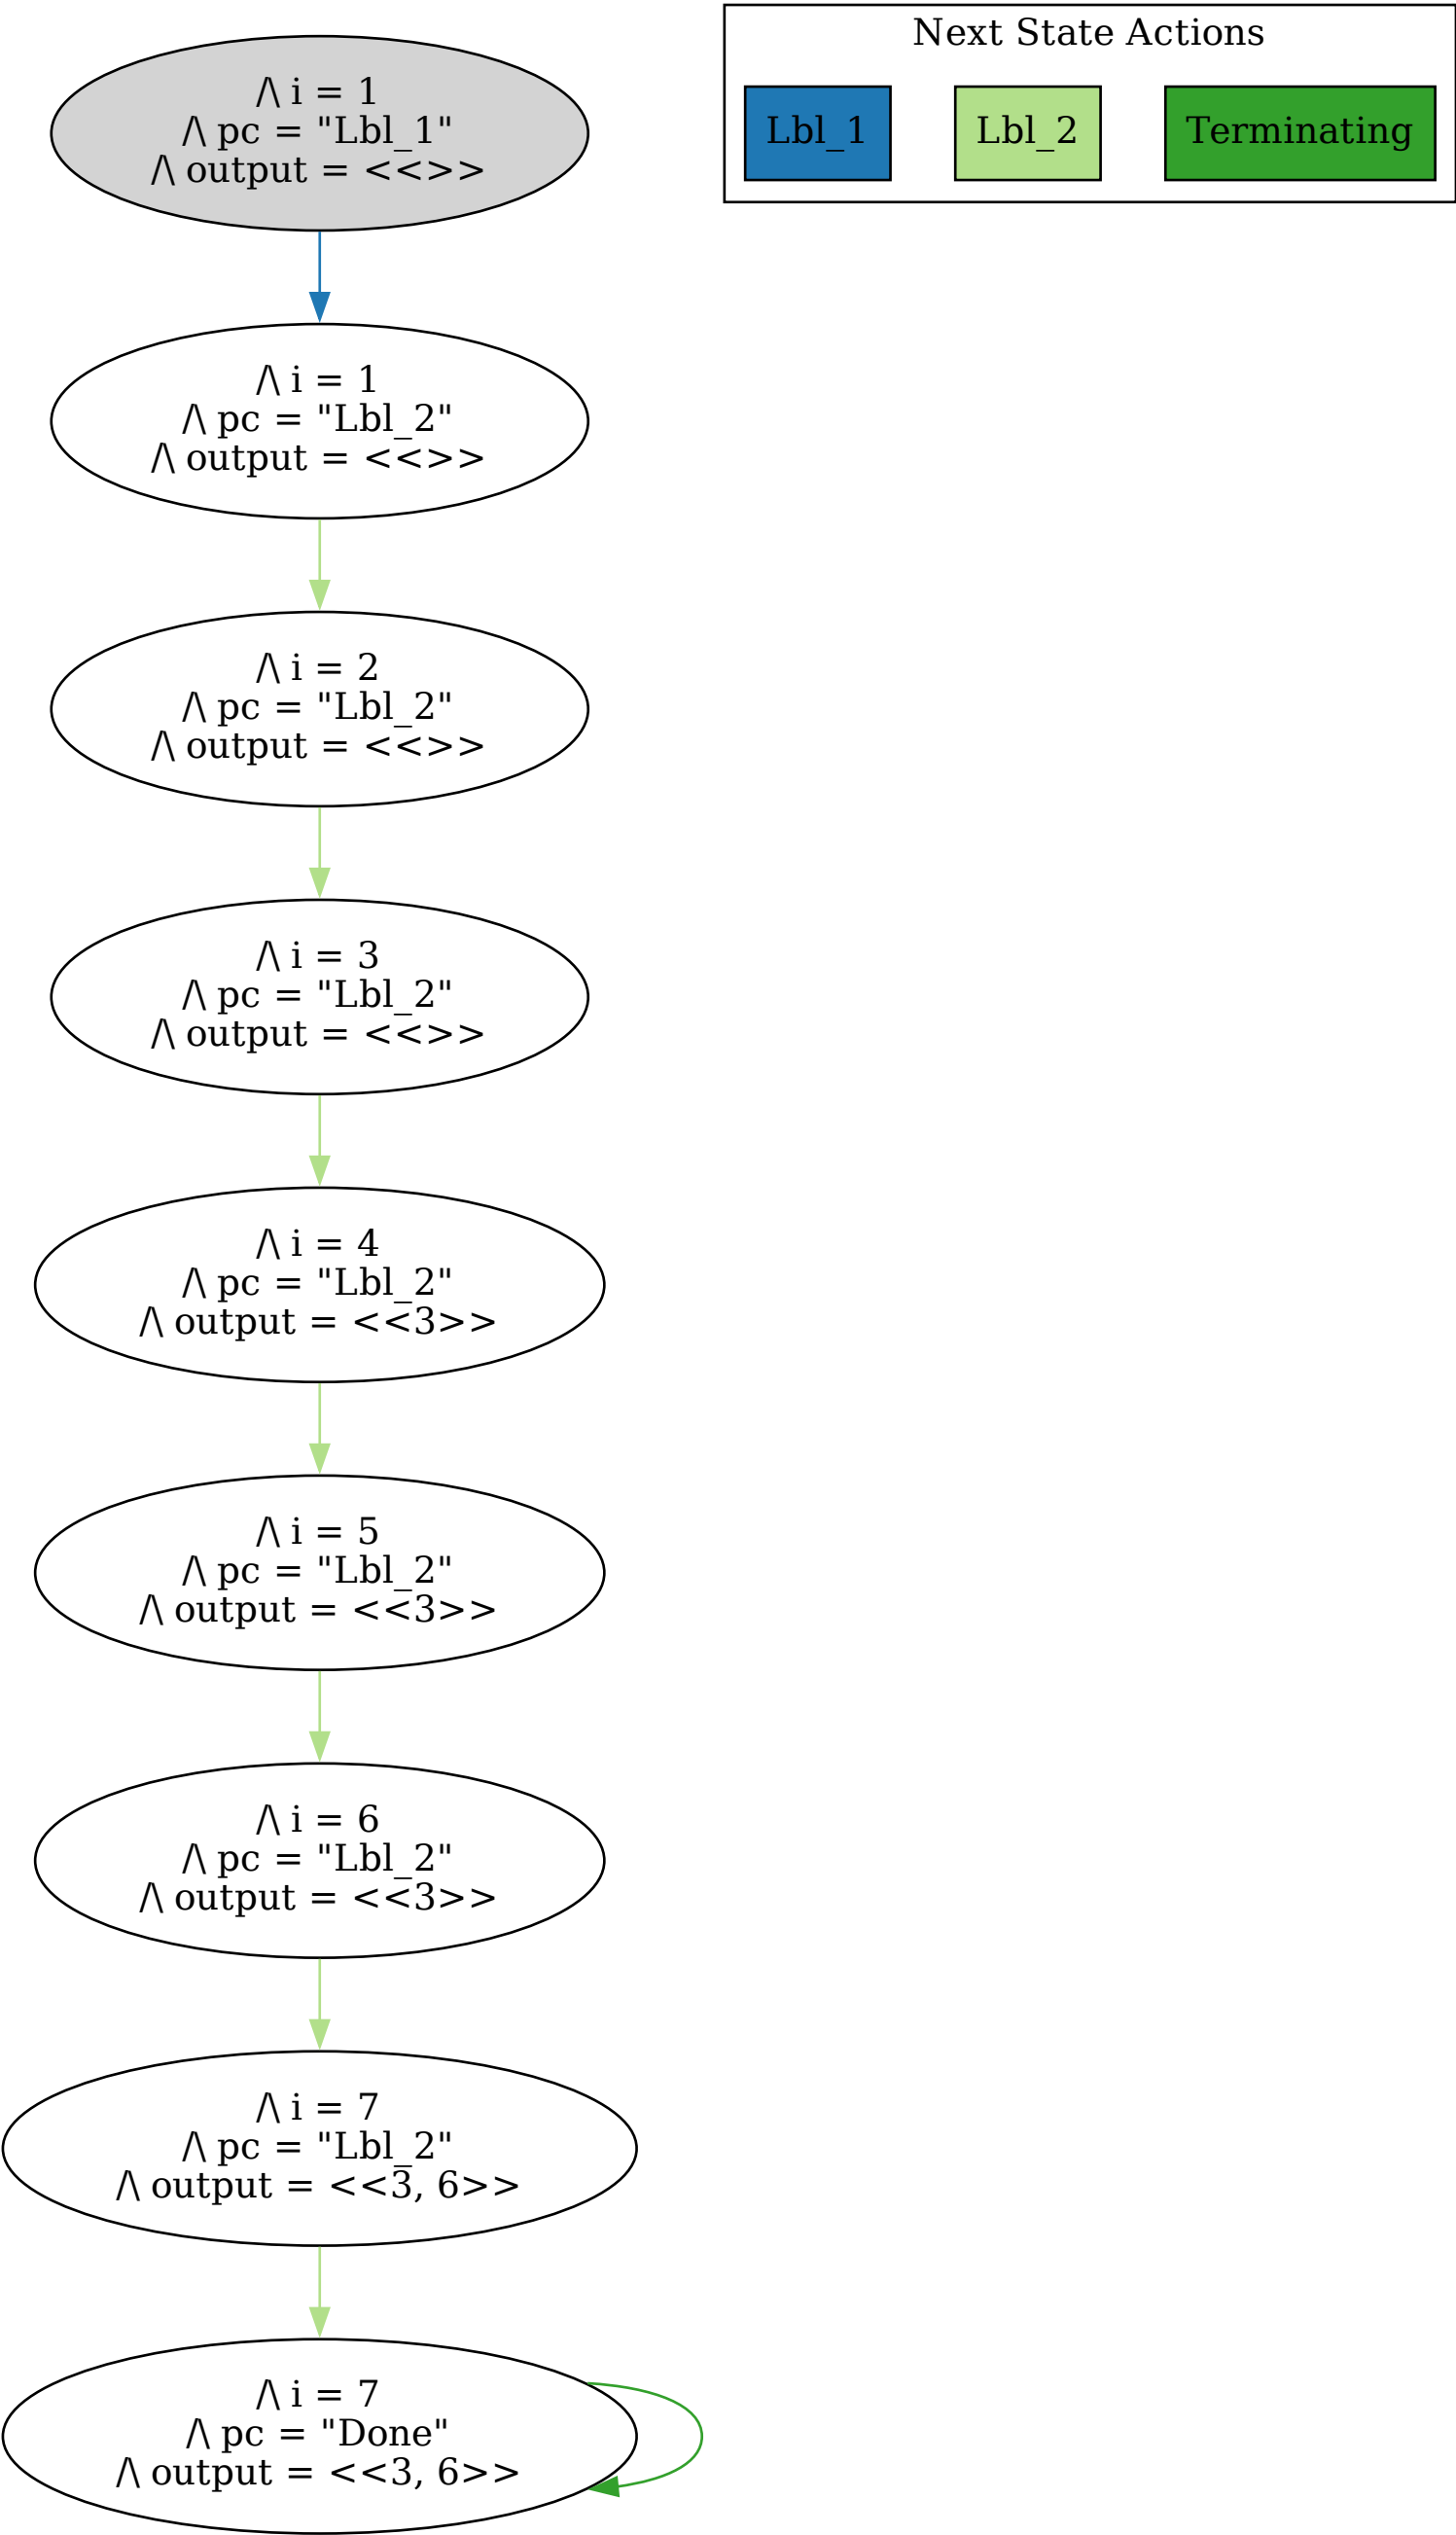 /\ i = 1
/\ pc = "Lbl_1"
/\ output = <<>>
Next State Actions
Lbl_1
Lbl_2
Terminating
/\ i = 1
/\ pc = "Lbl_2"
/\ output = <<>>
/\ i = 2
/\ pc = "Lbl_2"
/\ output = <<>>
/\ i = 3
/\ pc = "Lbl_2"
/\ output = <<>>
/\ i = 4
/\ pc = "Lbl_2"
/\ output = <<3>>
/\ i = 5
/\ pc = "Lbl_2"
/\ output = <<3>>
/\ i = 6
/\ pc = "Lbl_2"
/\ output = <<3>>
/\ i = 7
/\ pc = "Lbl_2"
/\ output = <<3, 6>>
/\ i = 7
/\ pc = "Done"
/\ output = <<3, 6>>